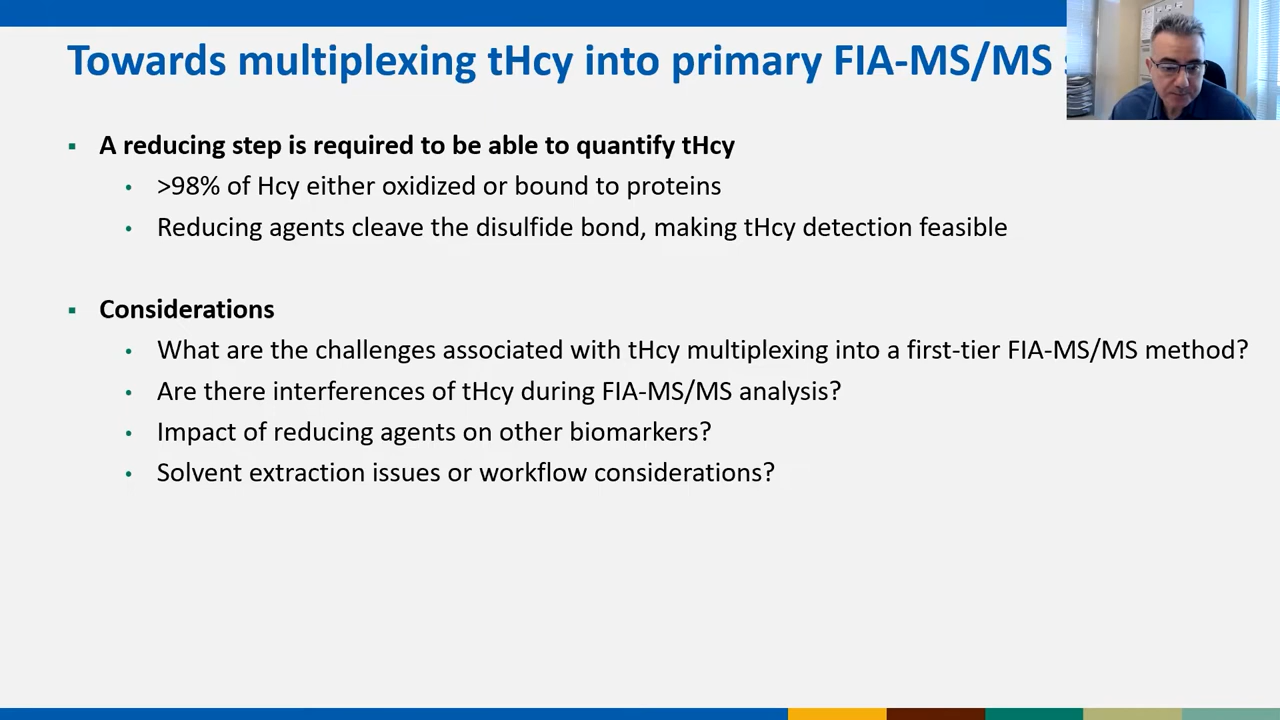 Towards multiplexing tHcy into primary FIA-MS/MS
▪ A reducing step is required to be able to quantify tHcy
• >98% of Hcy either oxidized or bound to proteins
• Reducing agents cleave the disulfide bond, making tHcy detection feasible
▪ Considerations
• What are the challenges associated with tHcy multiplexing into a first-tier FIA-MS/MS method?
• Are there interferences of tHcy during FIA-MS/MS analysis?
• Impact of reducing agents on other biomarkers?
• Solvent extraction issues or workflow considerations?